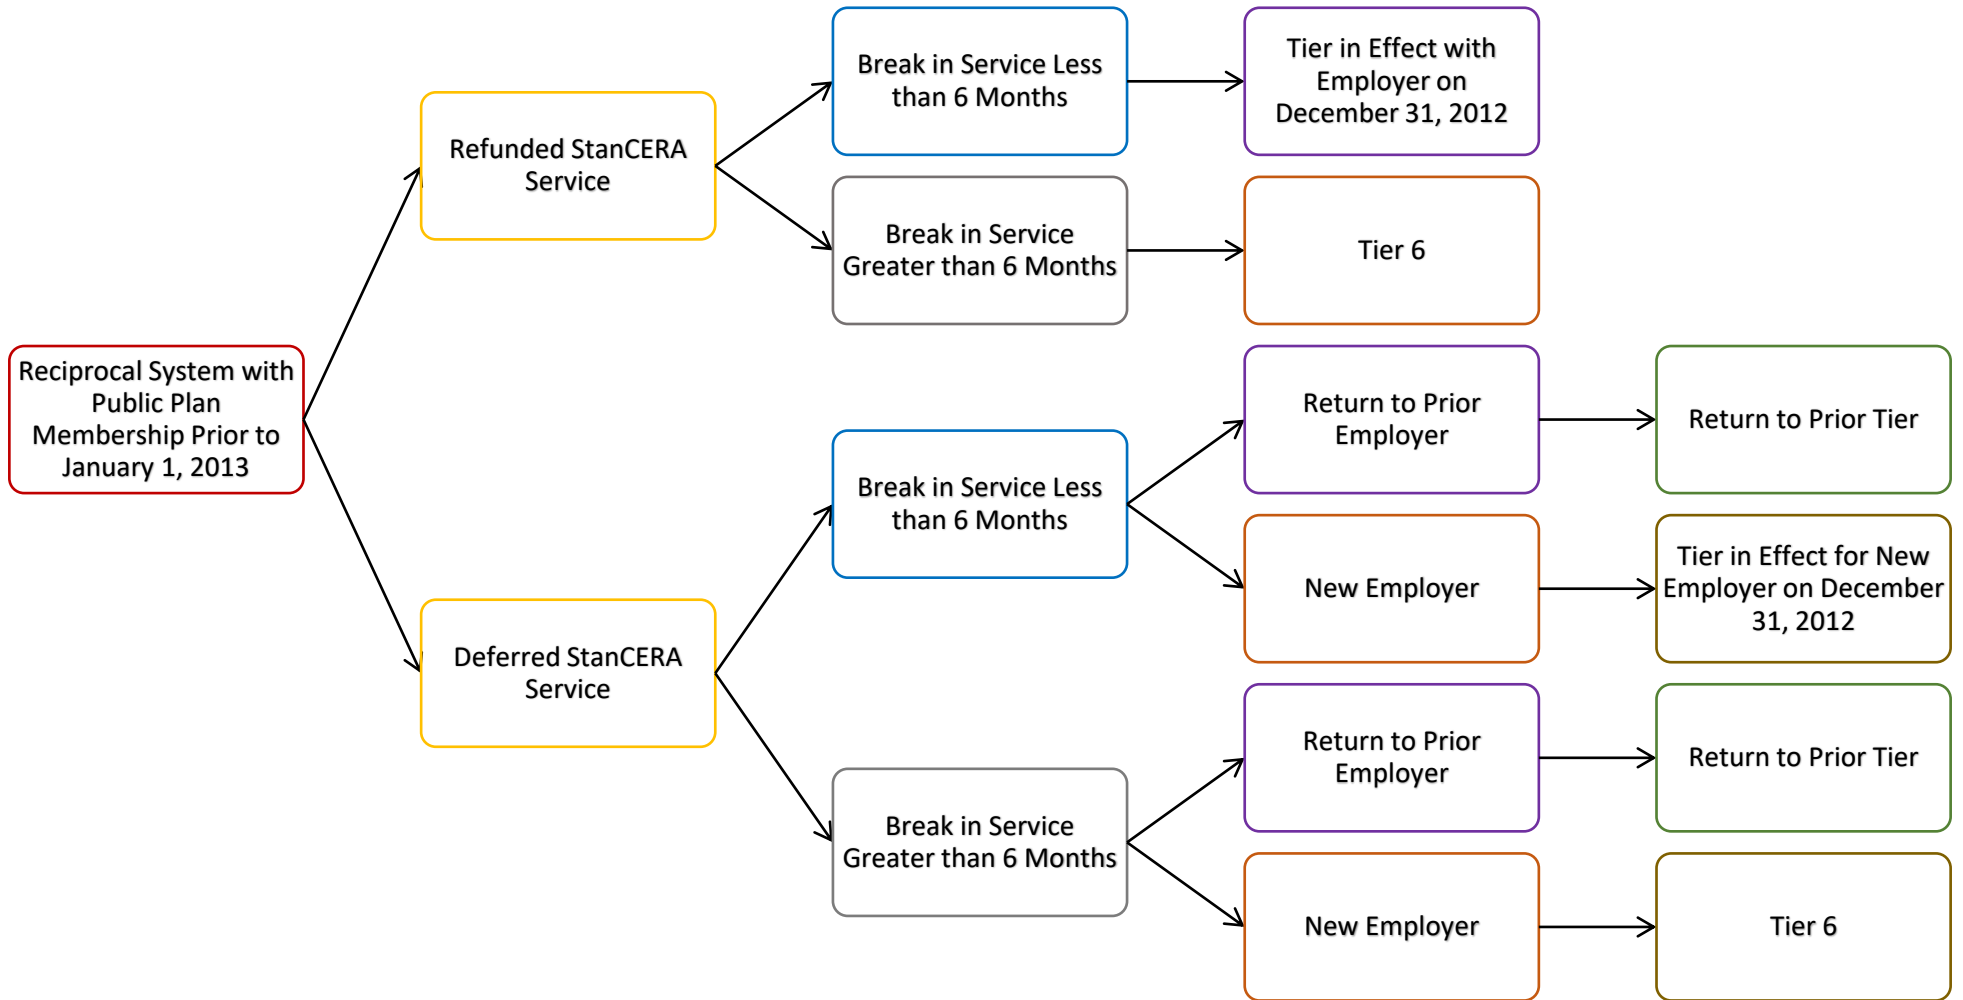 Reciprocal System with
Public Plan
Membership Prior to
January 1, 2013
Refunded StanCERA
Service
Break in Service Less
than 6 Months
Tier in Effect with
Employer on
December 31, 2012
Break in Service
Greater than 6 Months
Tier 6
Deferred StanCERA
Service
Break in Service Less
than 6 Months
Return to Prior
Employer
Return to Prior Tier
New Employer
Tier in Effect for New
Employer on December
31, 2012
Break in Service
Greater than 6 Months
Return to Prior
Employer
Return to Prior Tier
New Employer
Tier 6